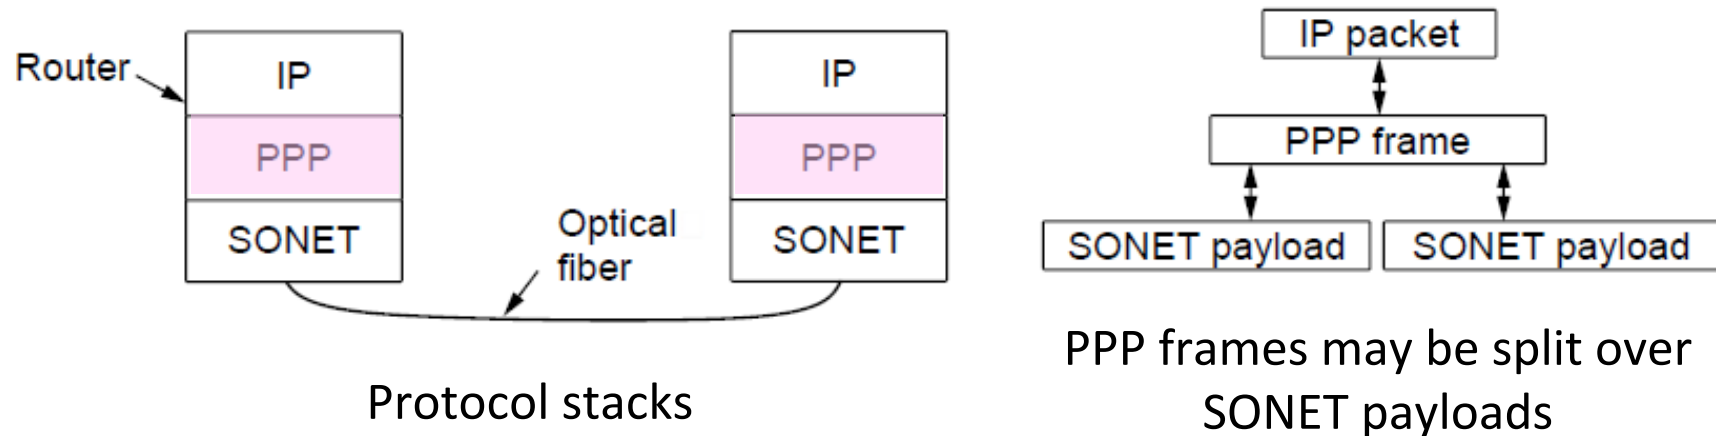 Router
IP
PPP
SONET
Optical
fiber
IP
PPP
SONET
Protocol stacks
IP packet
PPP frame
SONET payload
SONET payload
PPP frames may be split over
SONET payloads